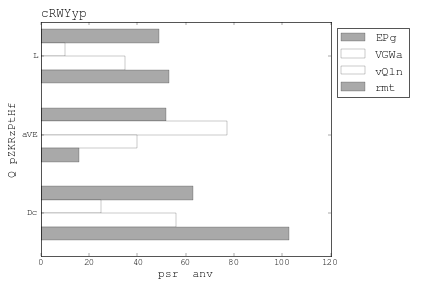 cRWYyp
EPg
VGWa
vQln
rmt
L
aVE
Dc
Q pZKRzPtHf
0 20 40 60 80 100 120
psr anv